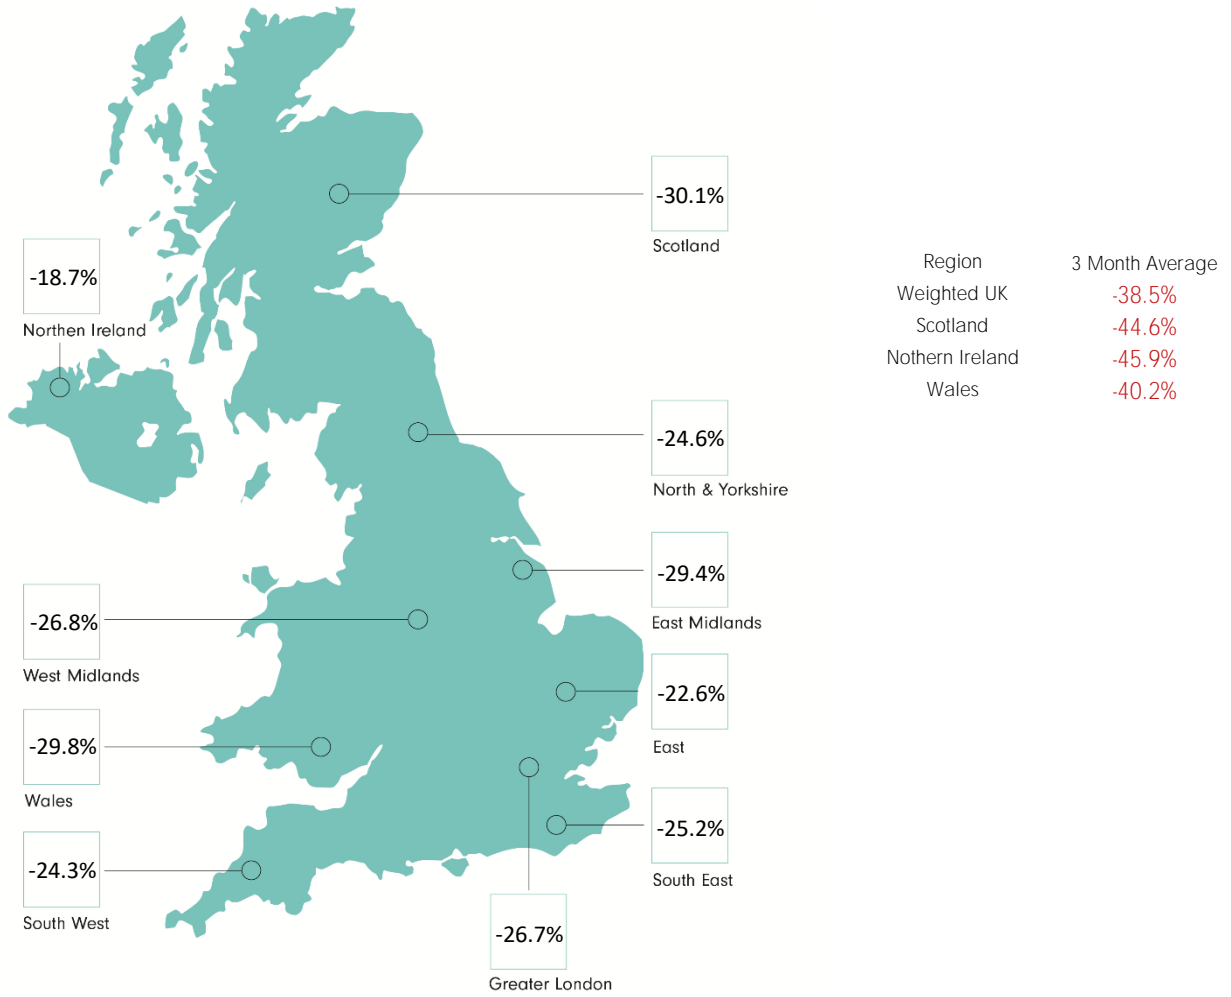 -30.1%
Scotland
-18.7%
Northen Ireland
-24.6%
North & Yorkshire
-29.4%
East Midlands
-26.8%
West Midlands
-22.6%
East
-29.8%
Wales
-25.2%
South East
-24.3%
South West
-26.7%
Greater London
Region 3 Month Average
Weighted UK -38.5%
Scotland -44.6%
Nothern Ireland -45.9%
Wales -40.2%